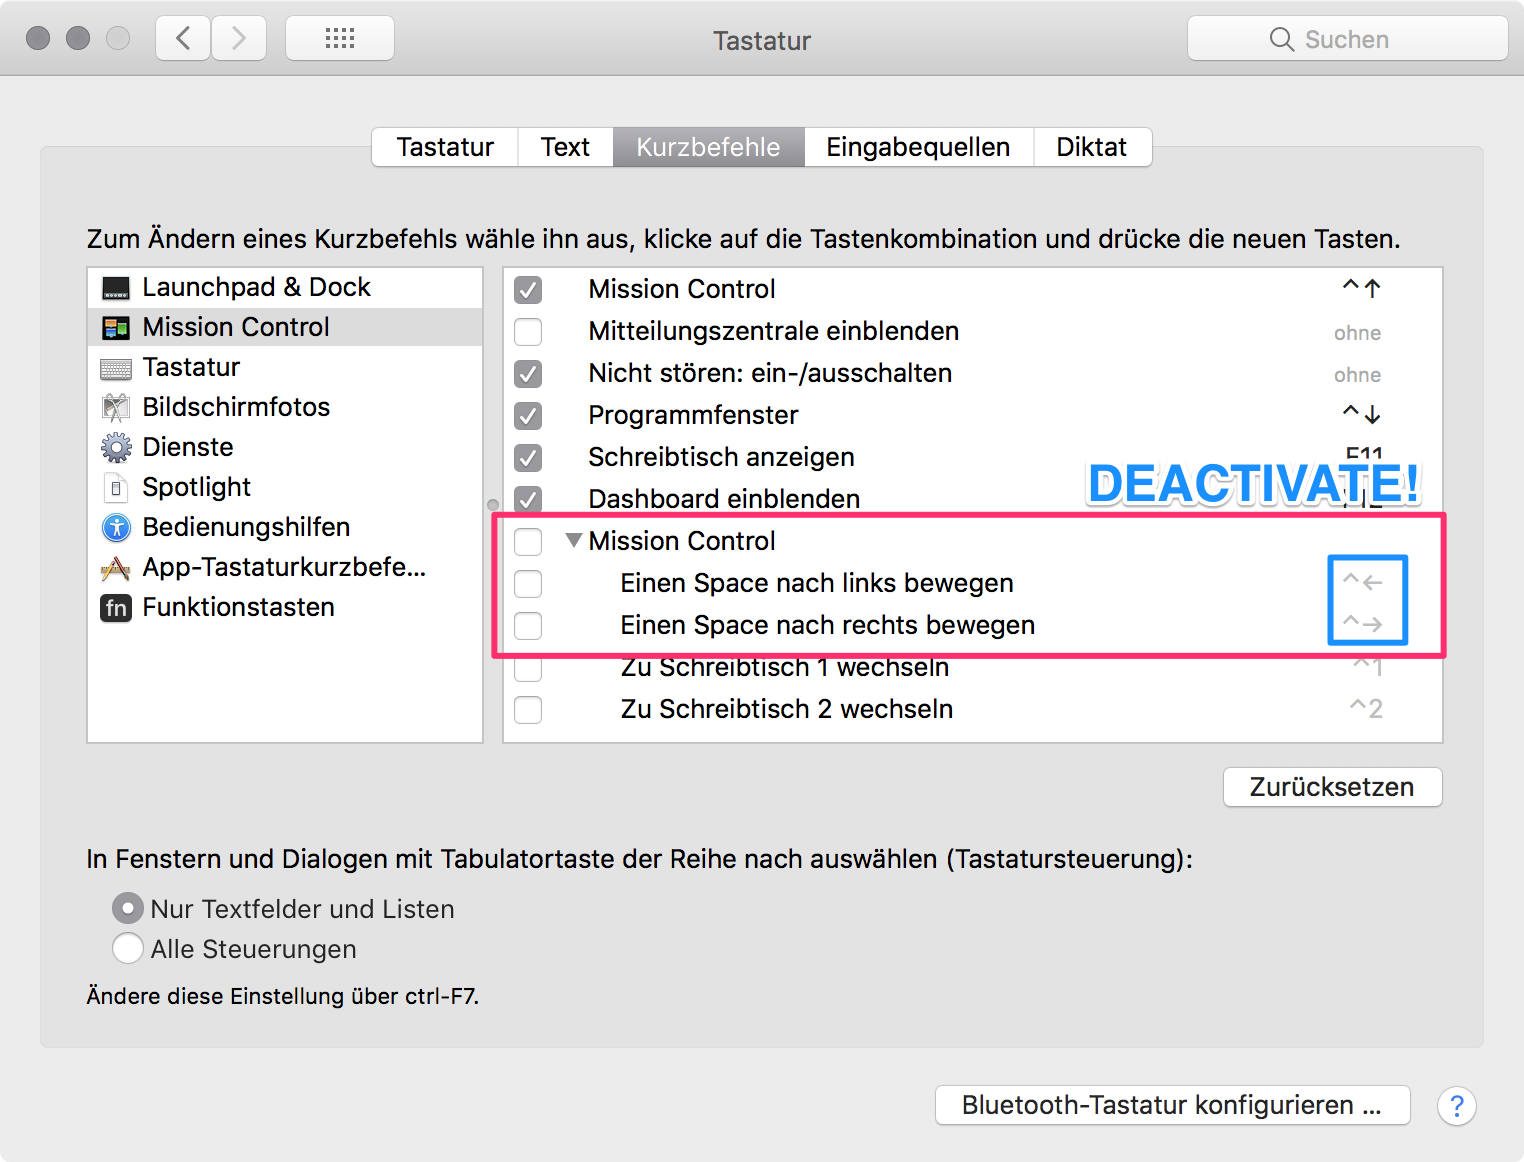 Tastatur
Suchen
Tastatur Text Kurzbefehle Eingabequellen Diktat
Zum Ändern eines Kurzbefehls wähle ihn aus, klicke auf die Tastenkombination und drücke die neuen Tasten.
Launchpad & Dock
Mission Control
Tastatur
Bildschirmfotos
Dienste
Spotlight
Bedienungshilfen
App-Tastaturkurzbefe...
fn Funktionstasten
Mission Control ^↑
Mitteilungszentrale einblenden ohne
Nicht stören: ein-/ausschalten ohne
Programmfenster ^↓
Schreibtisch anzeigen F11
DEACTIVATE!
Dashboard einblenden
Mission Control
Einen Space nach links bewegen ^←
Einen Space nach rechts bewegen ^→
Zu Schreibtisch 1 wechseln ^1
Zu Schreibtisch 2 wechseln ^2
Zurücksetzen
In Fenstern und Dialogen mit Tabulatortaste der Reihe nach auswählen (Tastatursteuerung):
Nur Textfelder und Listen
Alle Steuerungen
Ändere diese Einstellung über ctrl-F7.
Bluetooth-Tastatur konfigurieren ... ?